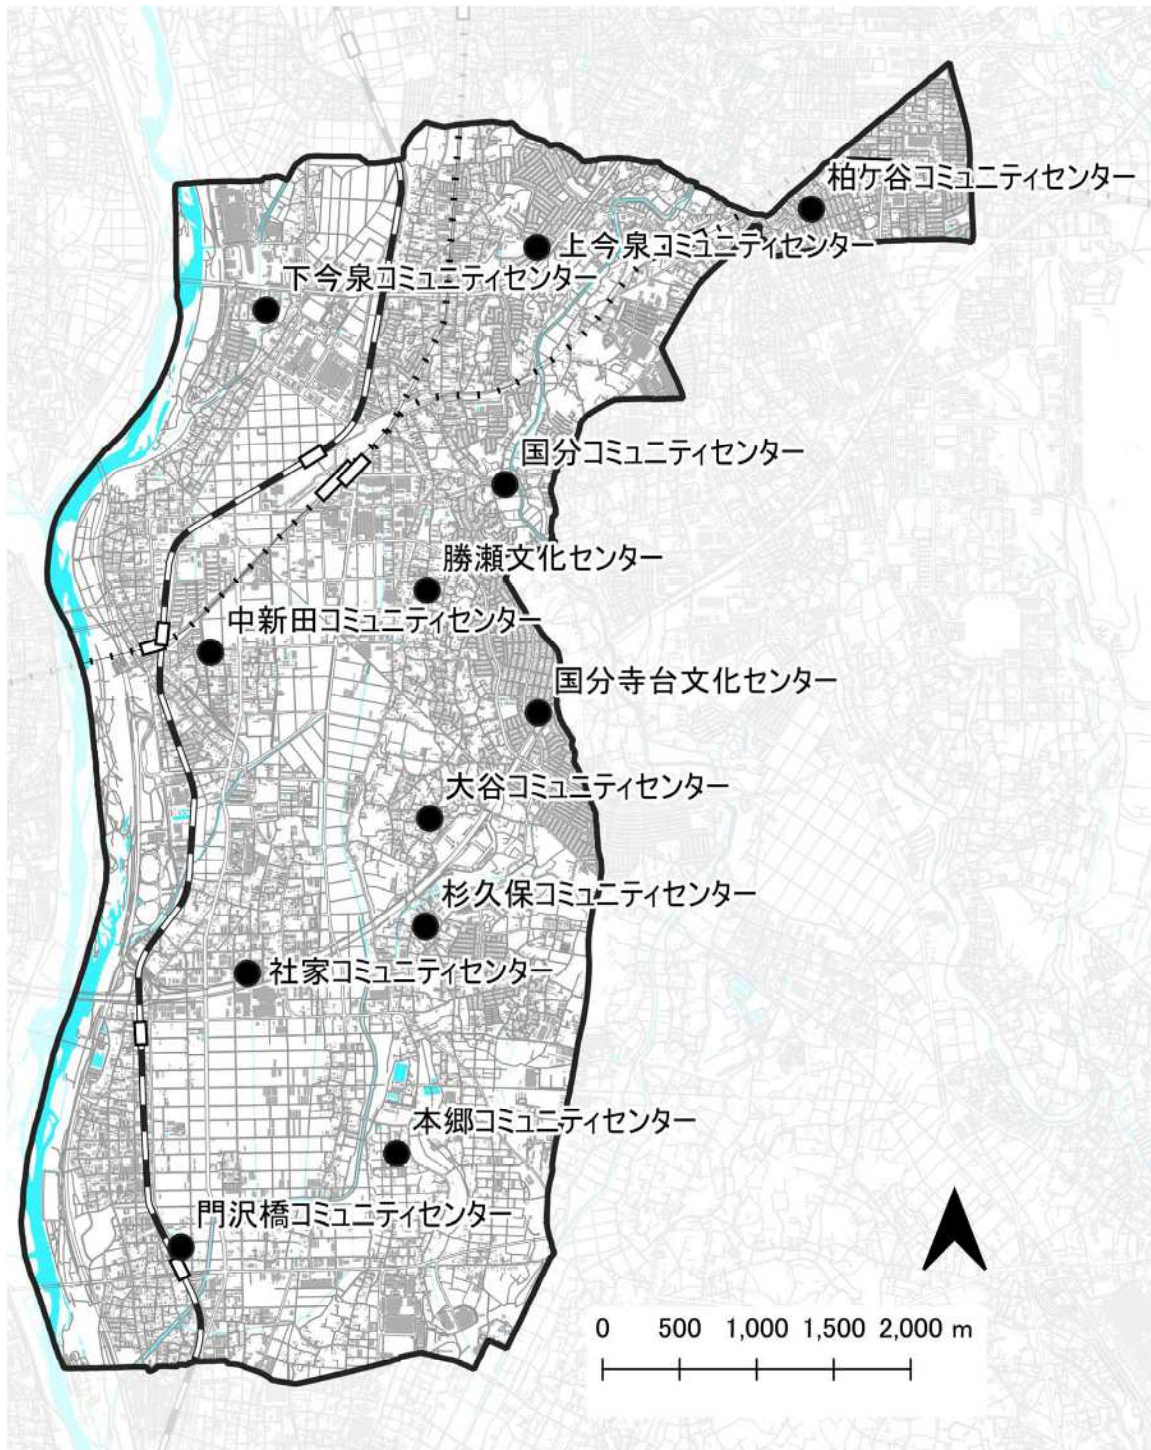 柏ケ谷コミュニティセンター
上今泉コミュニティセンター
下今泉コミュニティセンター
国分コミュニティセンター
勝瀬文化センター
中新田コミュニティセンター
国分寺台文化センター
大谷コミュニティセンター
杉久保コミュニティセンター
社家コミュニティセンター
本郷コミュニティセンター
門沢橋コミュニティセンター
0 500 1,000 1,500 2,000 m